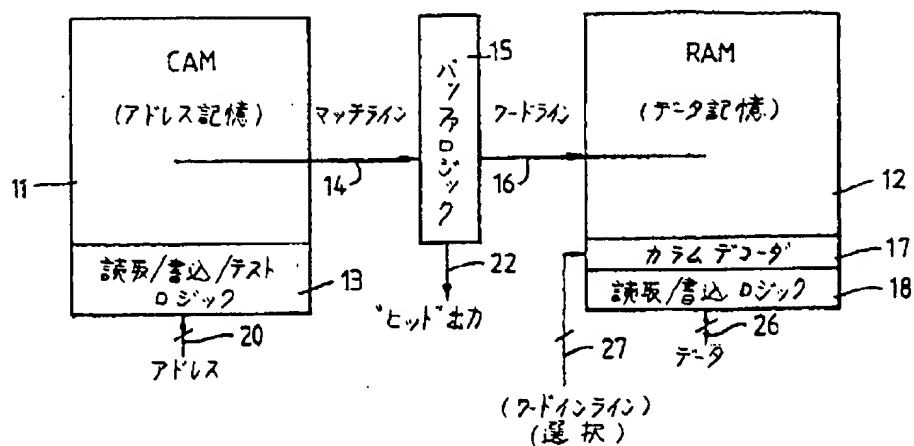 CAM
(アドレス記憶)
11
読取/書込/テスト
ロジック
13
20
アドレス
マッチライン
14
15
バッファロジック
22
"ヒット"出力
ワードライン
16
RAM
(データ記憶)
12
カラムデコーダ
17
読取/書込ロジック
18
26
データ
27
(ワードインライン)
(選択)